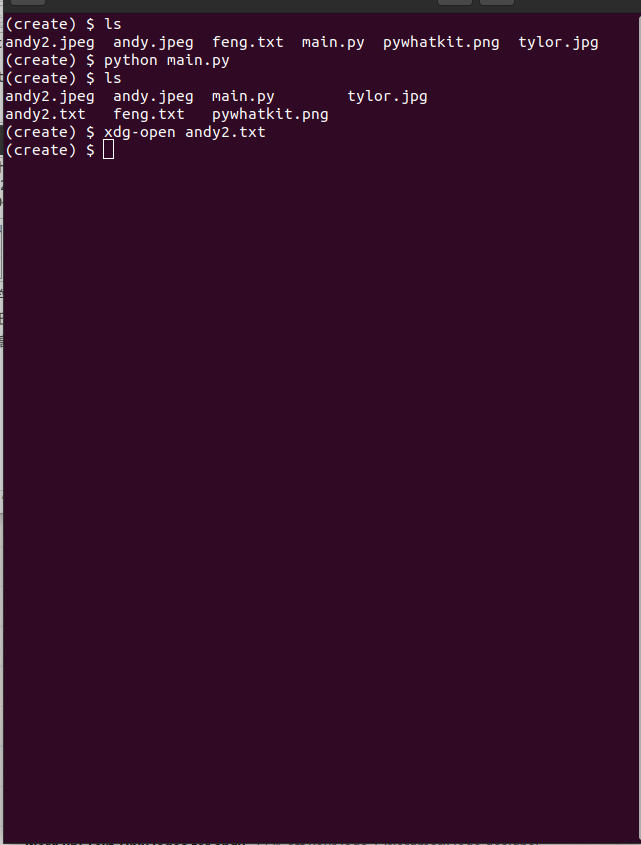 (create) $ ls
andy2.jpeg  andy.jpeg  feng.txt  main.py  pywhatkit.png  tylor.jpg
(create) $ python main.py
(create) $ ls
andy2.jpeg  andy.jpeg  main.py        tylor.jpg
andy2.txt   feng.txt   pywhatkit.png
(create) $ xdg-open andy2.txt
(create) $